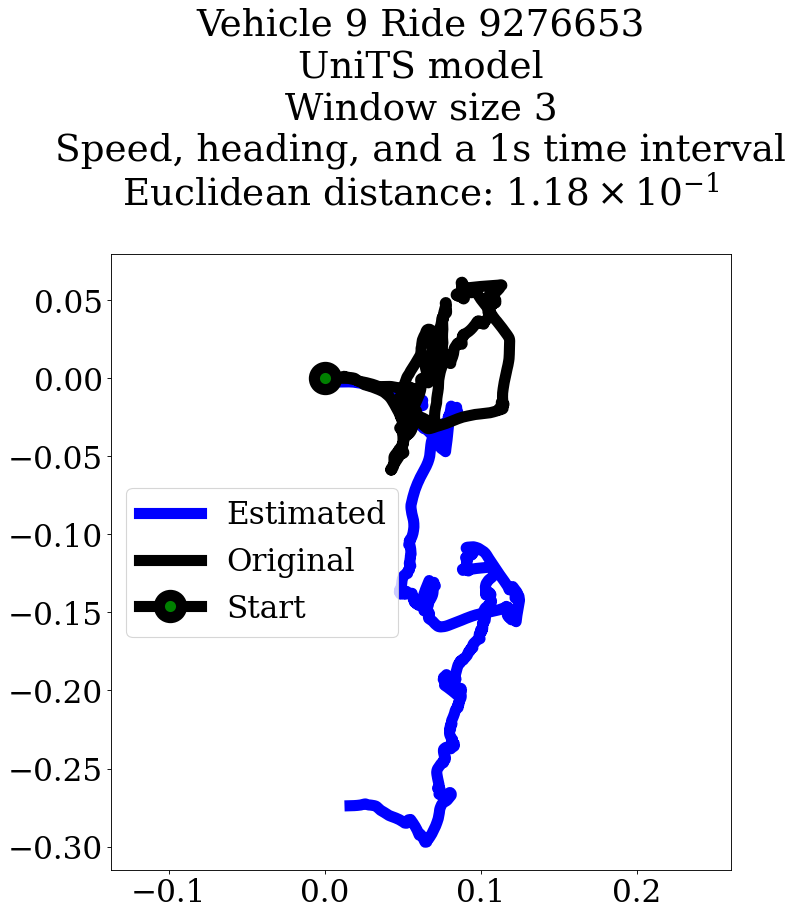 Vehicle 9 Ride 9276653
UniTS model
Window size 3
Speed, heading, and a 1s time interval
Euclidean distance: 1.18 × 10⁻¹
0.05
0.00
−0.05
−0.10
−0.15
−0.20
−0.25
−0.30
Estimated
Original
Start
−0.1
0.0
0.1
0.2